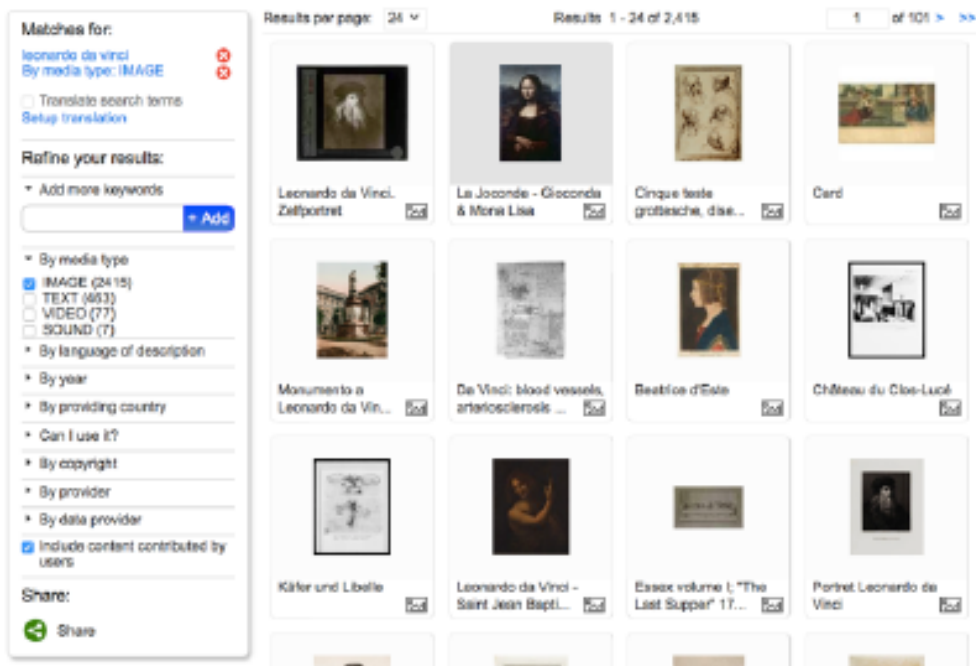 Matches for:
leonardo da vinci
By media type: IMAGE
Translate search terms
Setup translation
Refine your results:
Add more keywords
+ Add
By media type
IMAGE (2415)
TEXT (463)
VIDEO (77)
SOUND (7)
By language of description
By year
By providing country
Can I use it?
By copyright
By provider
By data provider
Include content contributed by
users
Share:
Share
Results per page: 24
Results 1 - 24 of 2,415
1 of 101 > >>
Leonardo da Vinci.
Zelfportret
La Joconde - Gioconda
& Mona Lisa
Cinque teste
grottesche, dise...
Card
Monumento a
Leonardo da Vin...
Da Vinci: blood vessels,
arteriosclerosis ...
Beatrice d'Este
Château du Clos-Lucé
Käfer und Libelle
Leonardo da Vinci -
Saint Jean Bapti...
Essex volume I; "The
Last Supper" 17...
Portret Leonardo da
Vinci